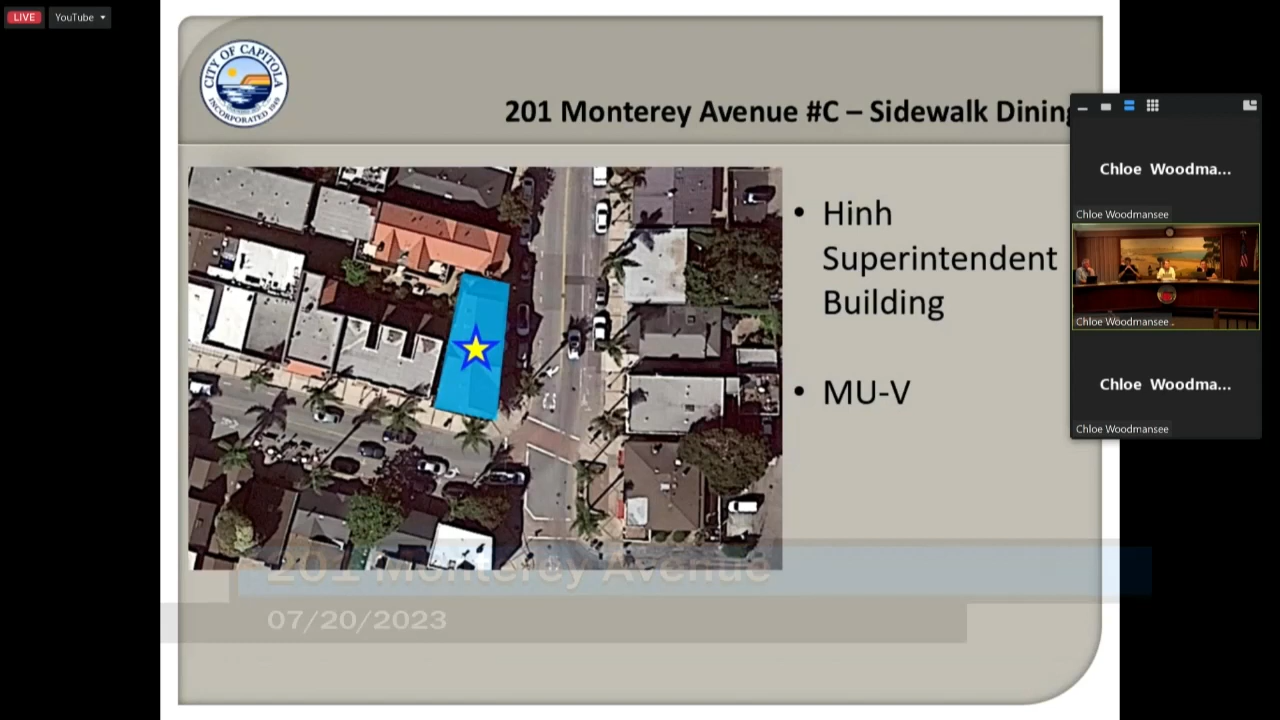 LIVE
YouTube
CITY OF CAPITOLA
INCORPORATED 1949
201 Monterey Avenue #C – Sidewalk Dining
Chloe Woodma...
Chloe Woodmansee
Chloe Woodmansee
Chloe Woodma...
Chloe Woodmansee
• Hinh
Superintendent
Building
• MU-V
201 Monterey Avenue
07/20/2023